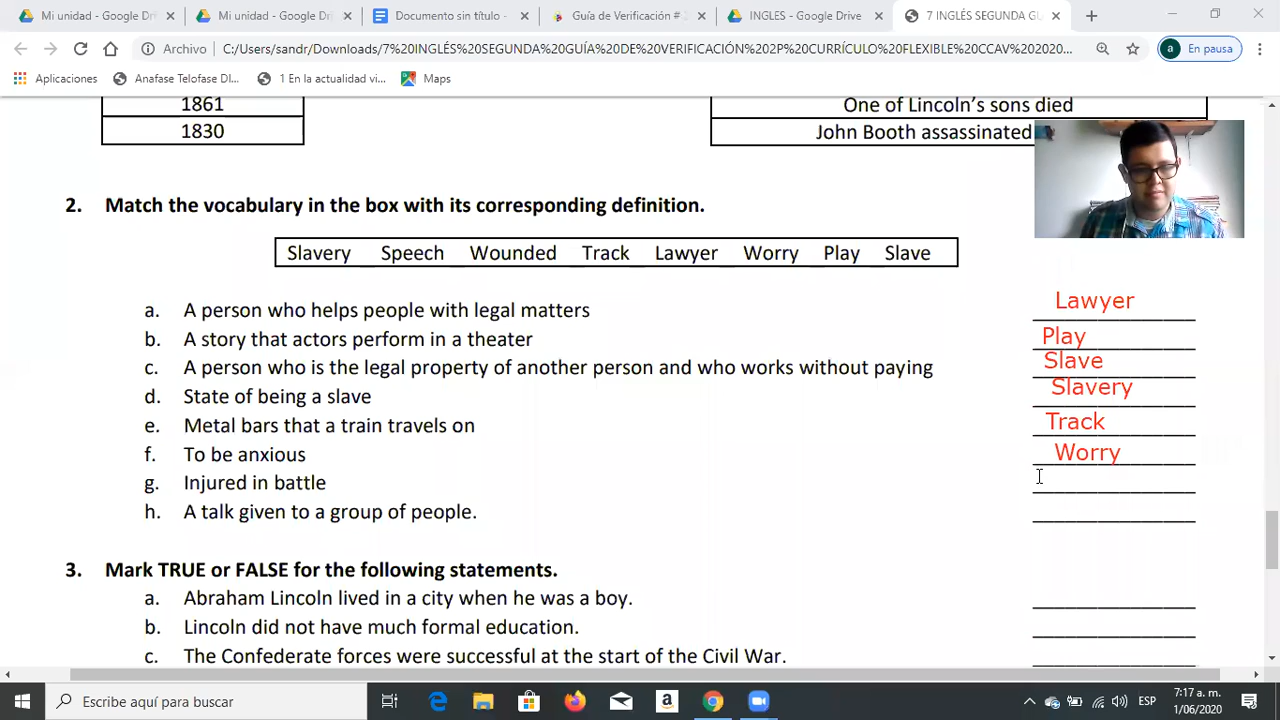 Mi unidad - Google Dri
Mi unidad - Google Dri
Documento sin título -
Guía de Verificación # 2
INGLES - Google Drive
7 INGLÉS SEGUNDA GU
Archivo
C:/Users/sandr/Downloads/7%20INGLÉS%20SEGUNDA%20GUÍA%20DE%20VERIFICACIÓN%202P%20CURRÍCULO%20FLEXIBLE%20CCAV%202020...
a En pausa
Aplicaciones
Anafase Telofase DI...
1 En la actualidad vi...
Maps
1861
One of Lincoln's sons died
1830
John Booth assassinated
2. Match the vocabulary in the box with its corresponding definition.
Slavery Speech Wounded Track Lawyer Worry Play Slave
a. A person who helps people with legal matters Lawyer
b. A story that actors perform in a theater Play
c. A person who is the legal property of another person and who works without paying Slave
d. State of being a slave Slavery
e. Metal bars that a train travels on Track
f. To be anxious Worry
g. Injured in battle
h. A talk given to a group of people.
3. Mark TRUE or FALSE for the following statements.
a. Abraham Lincoln lived in a city when he was a boy.
b. Lincoln did not have much formal education.
c. The Confederate forces were successful at the start of the Civil War.
Escribe aquí para buscar
ESP
7:17 a. m.
1/06/2020